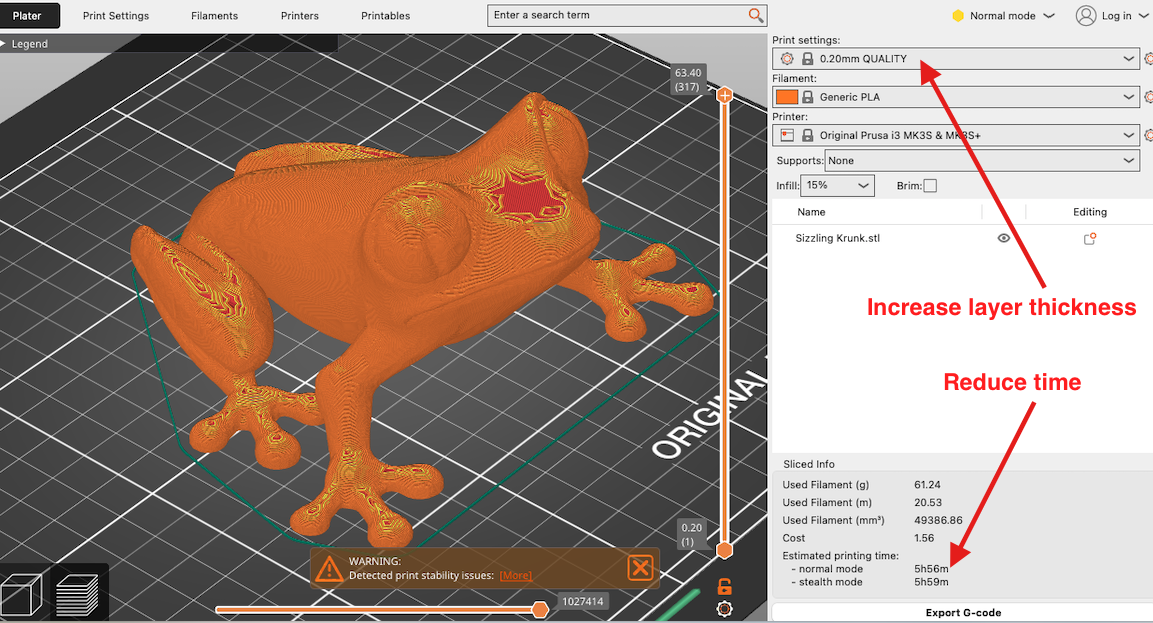 Plater Print Settings Filaments Printers Printables Enter a search term Normal mode Log in
Legend
Print settings:
0.20mm QUALITY
Filament:
Generic PLA
Printer:
Original Prusa i3 MK3S & MK3S+
Supports: None
Infill: 15% Brim:
Name Editing
Sizzling Krunk.stl
63.40
(317)
Increase layer thickness
Reduce time
ORIGINAL
Sliced Info
Used Filament (g) 61.24
Used Filament (m) 20.53
Used Filament (mm³) 49386.86
Cost 1.56
Estimated printing time:
- normal mode 5h56m
- stealth mode 5h59m
0.20
(1)
WARNING:
Detected print stability issues: [More]
1027414
Export G-code